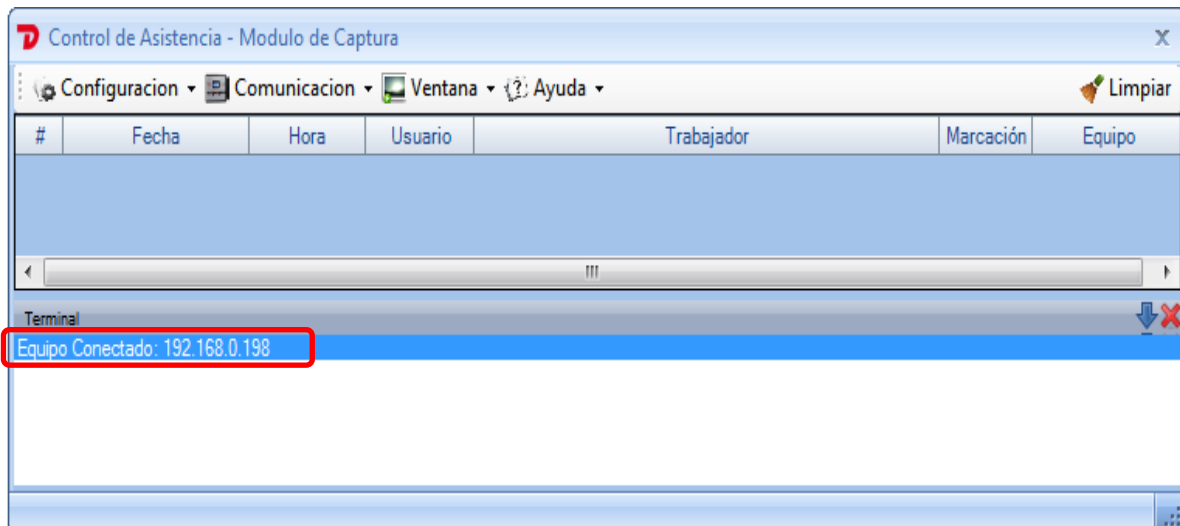 Control de Asistencia - Modulo de Captura
Configuracion Comunicacion Ventana Ayuda Limpiar
# Fecha Hora Usuario Trabajador Marcación Equipo
Terminal
Equipo Conectado: 192.168.0.198